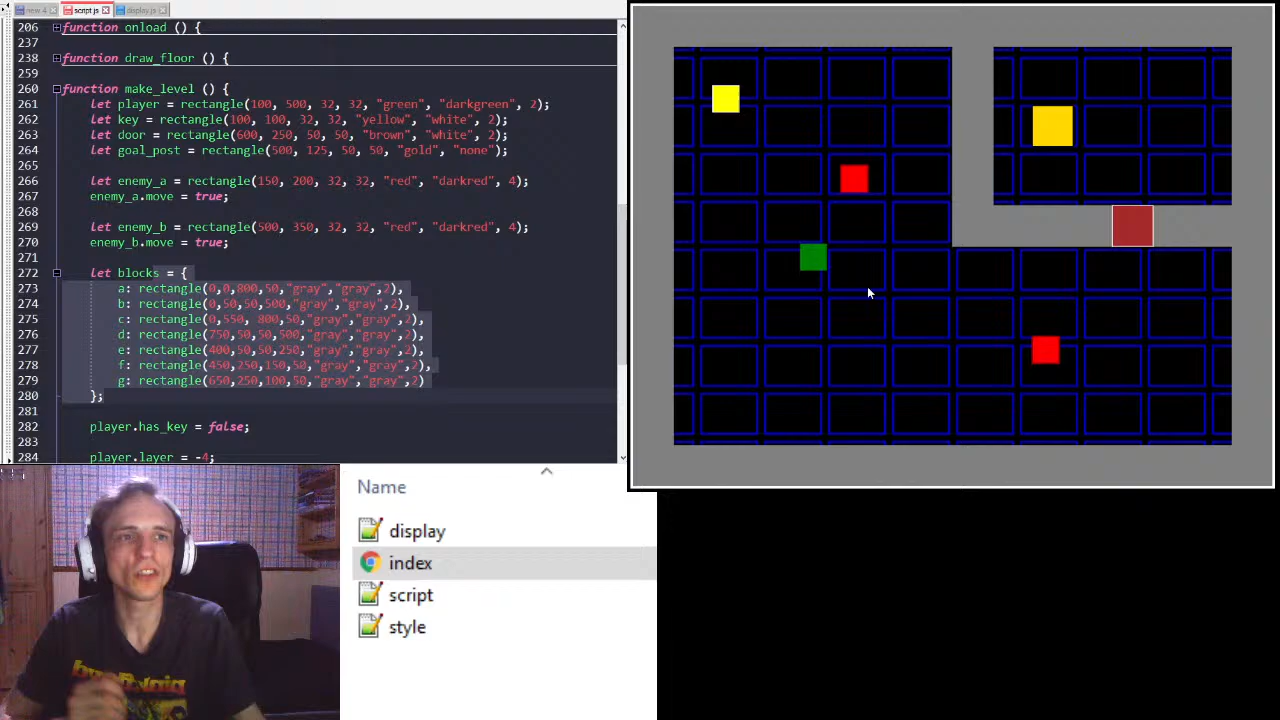 new 4 script.js display.js
206 function onload () {
237
238 function draw_floor () {
259
260 function make_level () {
261 let player = rectangle(100, 500, 32, 32, "green", "darkgreen", 2);
262 let key = rectangle(100, 100, 32, 32, "yellow", "white", 2);
263 let door = rectangle(600, 250, 50, 50, "brown", "white", 2);
264 let goal_post = rectangle(500, 125, 50, 50, "gold", "none");
265
266 let enemy_a = rectangle(150, 200, 32, 32, "red", "darkred", 4);
267 enemy_a.move = true;
268
269 let enemy_b = rectangle(500, 350, 32, 32, "red", "darkred", 4);
270 enemy_b.move = true;
271
272 let blocks = {
273 a: rectangle(0,0,800,50,"gray","gray",2),
274 b: rectangle(0,50,50,500,"gray","gray",2),
275 c: rectangle(0,550, 800,50,"gray","gray",2),
276 d: rectangle(750,50,50,500,"gray","gray",2),
277 e: rectangle(400,50,50,250,"gray","gray",2),
278 f: rectangle(450,250,150,50,"gray","gray",2),
279 g: rectangle(650,250,100,50,"gray","gray",2)
280 };
281
282 player.has_key = false;
283
284 player.layer = -4;
Name
display
index
script
style